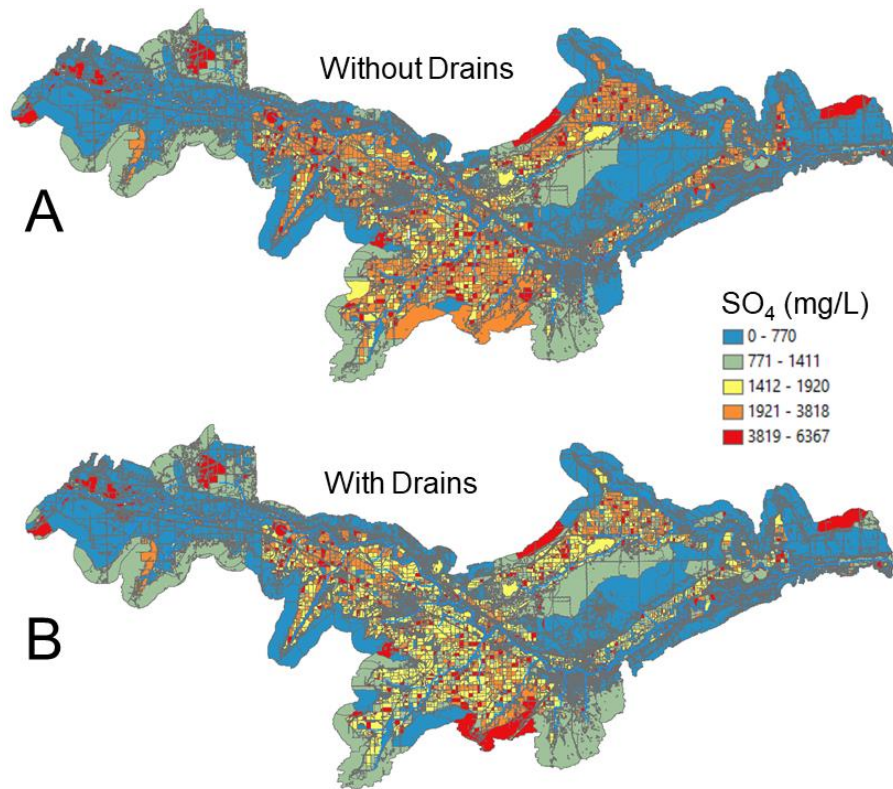 Without Drains
A
SO₄ (mg/L)
0 - 770
771 - 1411
1412 - 1920
1921 - 3818
3819 - 6367
With Drains
B